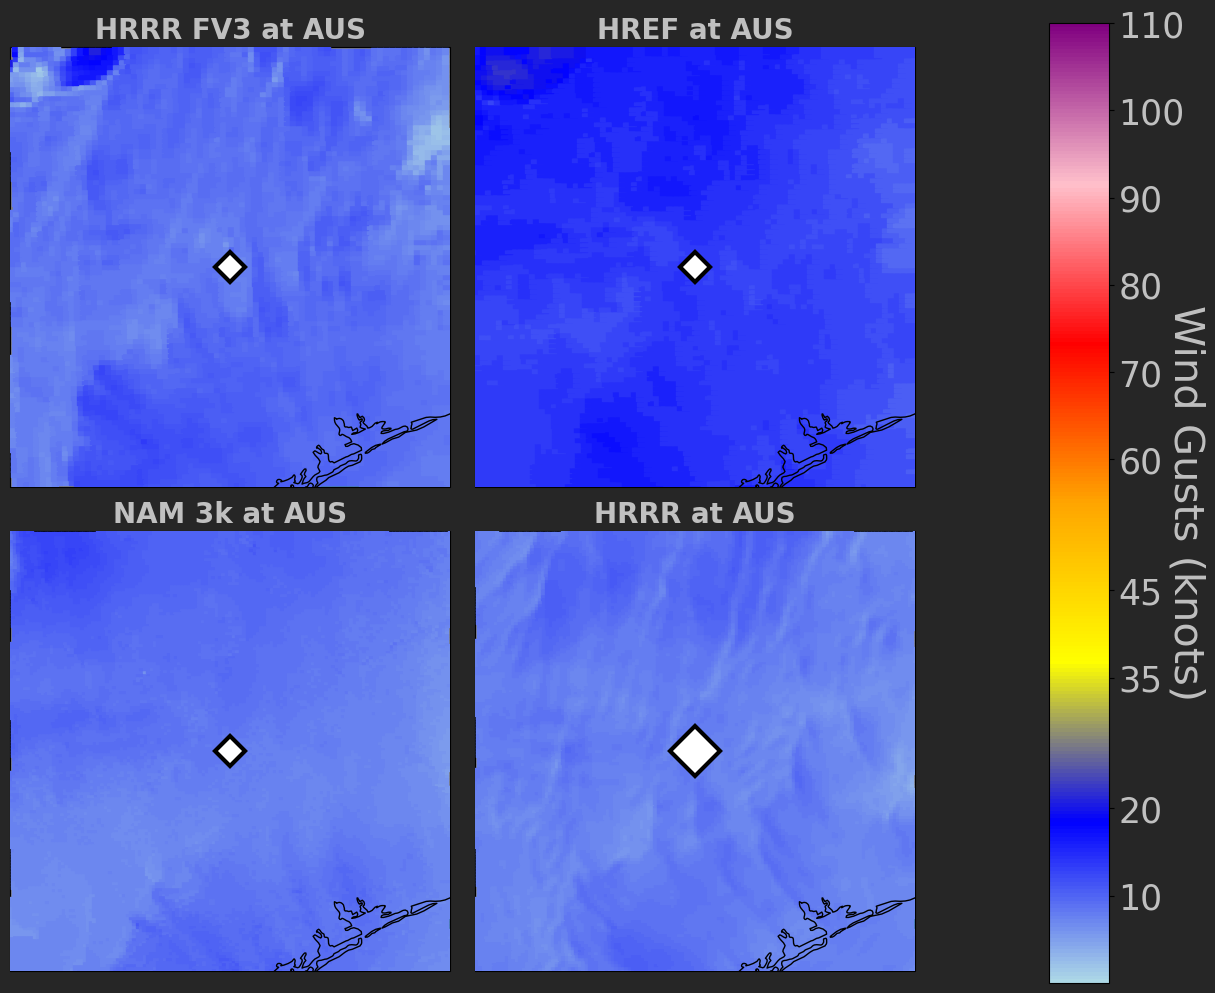 HRRR FV3 at AUS
HREF at AUS
NAM 3k at AUS
HRRR at AUS
110
100
90
80
70
60
45
35
20
10
Wind Gusts (knots)